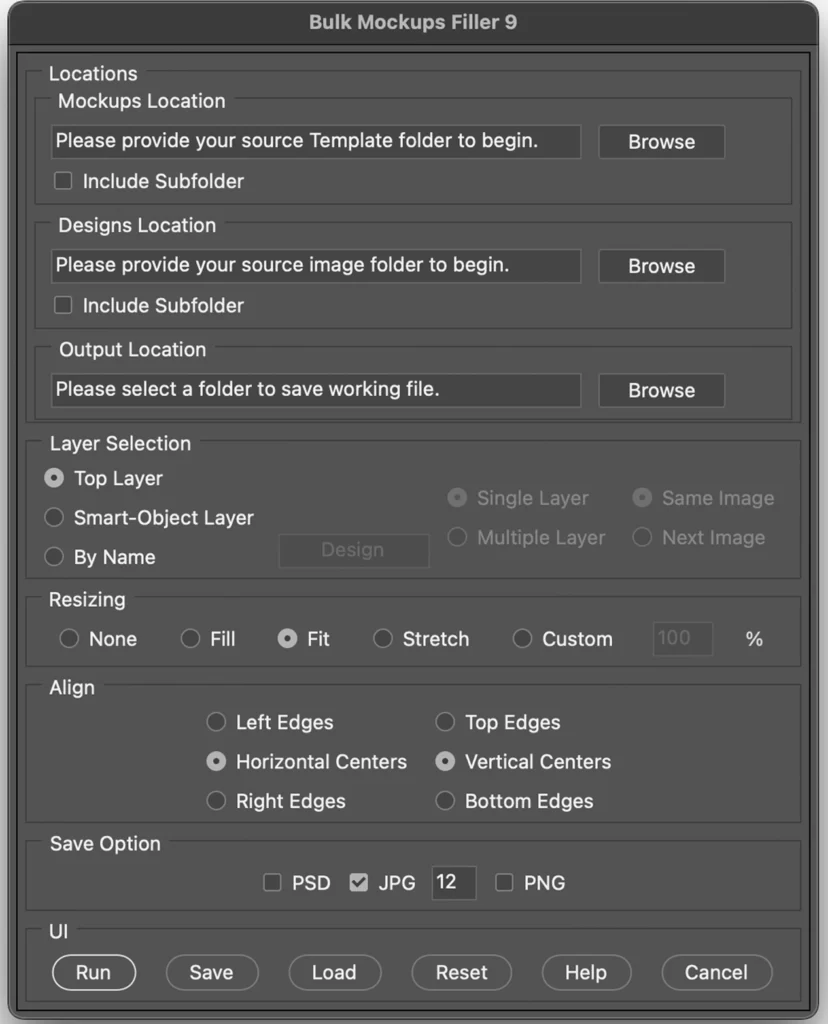 Bulk Mockups Filler 9
Locations
Mockups Location
Please provide your source Template folder to begin.
Browse
Include Subfolder
Designs Location
Please provide your source image folder to begin.
Browse
Include Subfolder
Output Location
Please select a folder to save working file.
Browse
Layer Selection
Top Layer
Smart-Object Layer
By Name
Design
Single Layer
Same Image
Multiple Layer
Next Image
Resizing
None Fill Fit Stretch Custom 100 %
Align
Left Edges Top Edges
Horizontal Centers Vertical Centers
Right Edges Bottom Edges
Save Option
PSD JPG 12 PNG
UI
Run Save Load Reset Help Cancel